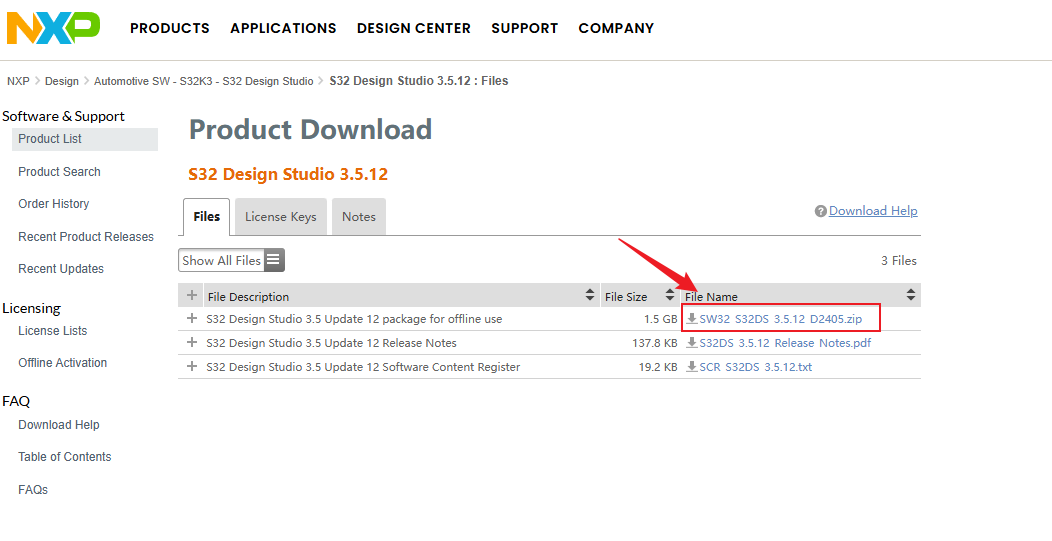 NXP PRODUCTS APPLICATIONS DESIGN CENTER SUPPORT COMPANY
NXP > Design > Automotive SW - S32K3 - S32 Design Studio > S32 Design Studio 3.5.12 : Files
Software & Support
Product List
Product Search
Order History
Recent Product Releases
Recent Updates
Licensing
License Lists
Offline Activation
FAQ
Download Help
Table of Contents
FAQs
Product Download
S32 Design Studio 3.5.12
Files License Keys Notes
? Download Help
Show All Files
3 Files
+ File Description File Size File Name
+ S32 Design Studio 3.5 Update 12 package for offline use 1.5 GB SW32_S32DS_3.5.12_D2405.zip
+ S32 Design Studio 3.5 Update 12 Release Notes 137.8 KB S32DS_3.5.12_Release_Notes.pdf
+ S32 Design Studio 3.5 Update 12 Software Content Register 19.2 KB SCR_S32DS_3.5.12.txt